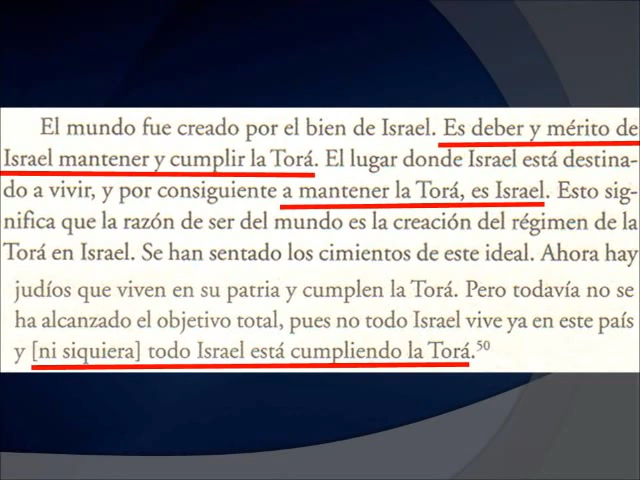 El mundo fue creado por el bien de Israel. Es deber y mérito de
Israel mantener y cumplir la Torá. El lugar donde Israel está destina-
do a vivir, y por consiguiente a mantener la Torá, es Israel. Esto sig-
nifica que la razón de ser del mundo es la creación del régimen de la
Torá en Israel. Se han sentado los cimientos de este ideal. Ahora hay
judíos que viven en su patria y cumplen la Torá. Pero todavía no se
ha alcanzado el objetivo total, pues no todo Israel vive ya en este país
y [ni siquiera] todo Israel está cumpliendo la Torá.⁵⁰